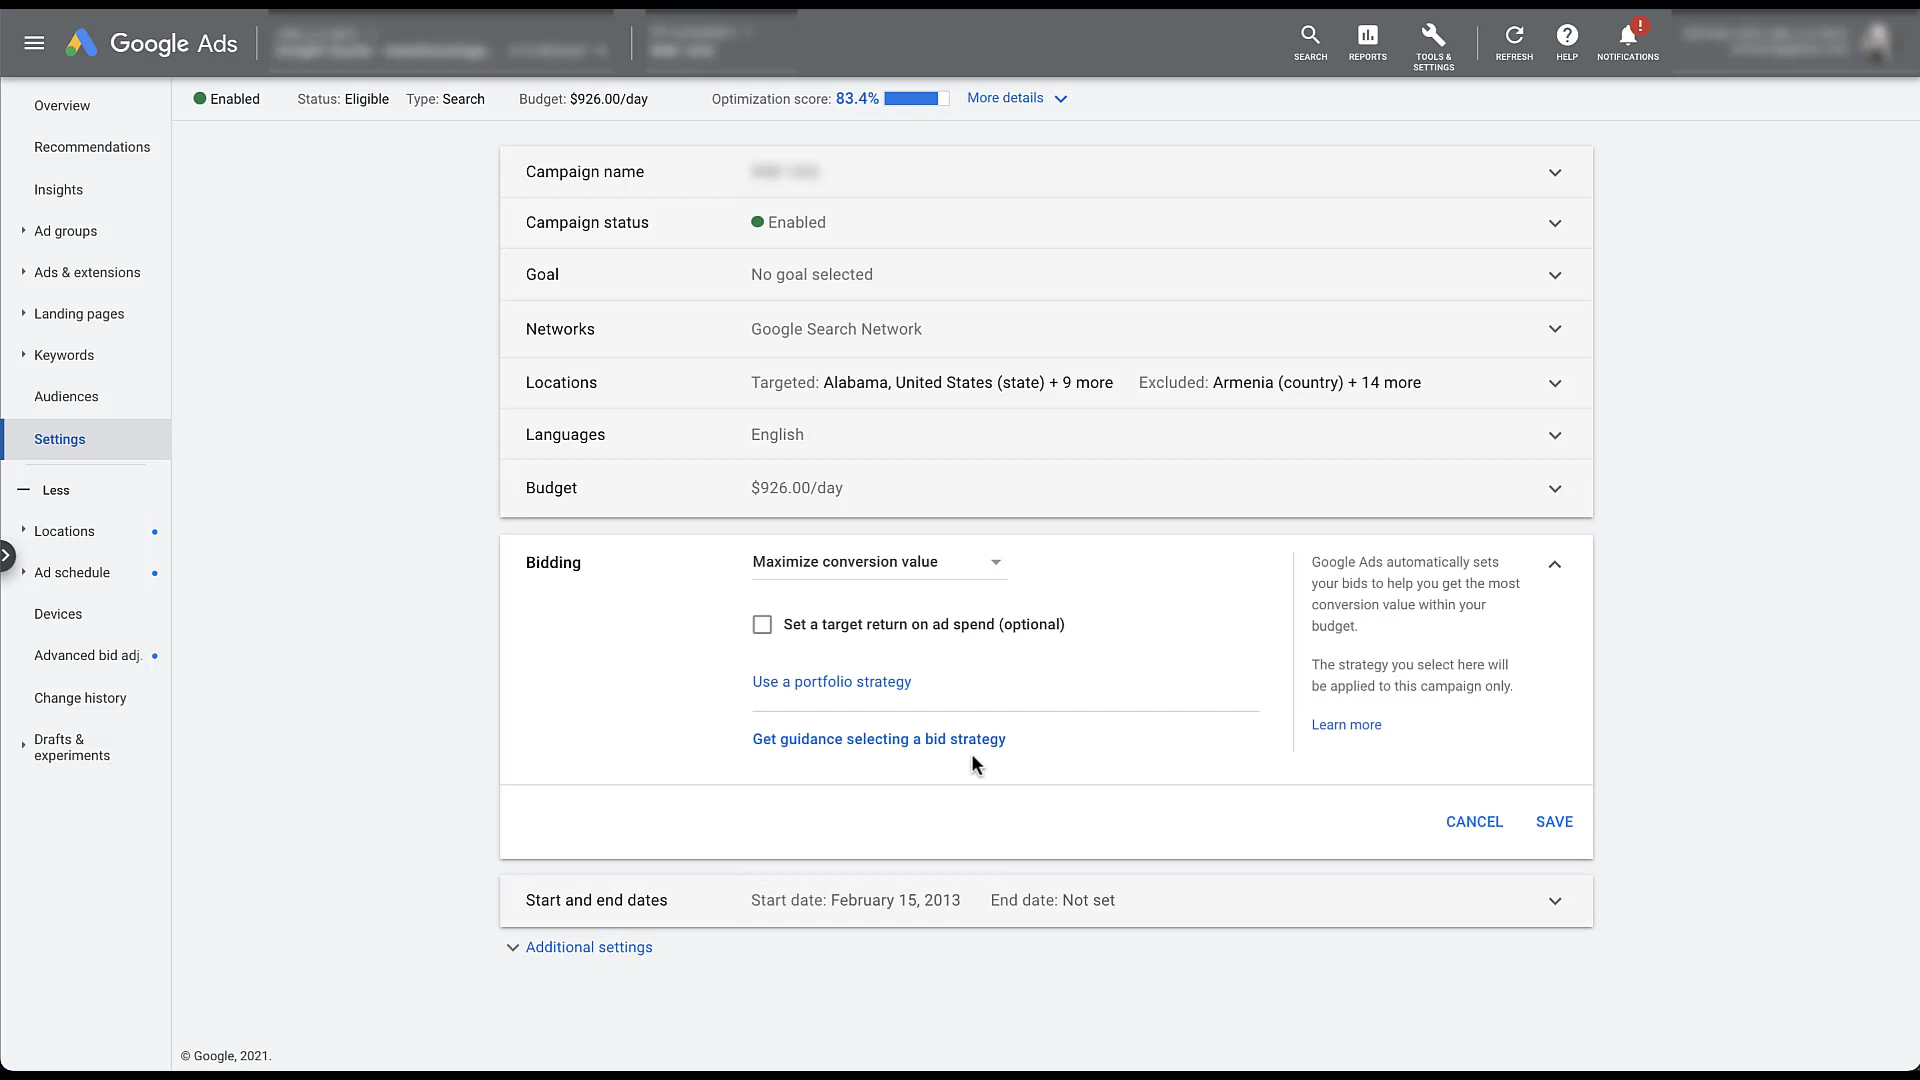 Google Ads
SEARCH
REPORTS
TOOLS &
SETTINGS
REFRESH
HELP
!
NOTIFICATIONS
Enabled
Status: Eligible
Type: Search
Budget: $926.00/day
Optimization score: 83.4%
More details
Overview
Recommendations
Insights
Ad groups
Ads & extensions
Landing pages
Keywords
Audiences
Settings
Less
Locations
Ad schedule
Devices
Advanced bid adj.
Change history
Drafts &
experiments
Campaign name
Campaign status
Enabled
Goal
No goal selected
Networks
Google Search Network
Locations
Targeted: Alabama, United States (state) + 9 more
Excluded: Armenia (country) + 14 more
Languages
English
Budget
$926.00/day
Bidding
Maximize conversion value
Set a target return on ad spend (optional)
Use a portfolio strategy
Get guidance selecting a bid strategy
Google Ads automatically sets
your bids to help you get the most
conversion value within your
budget.
The strategy you select here will
be applied to this campaign only.
Learn more
CANCEL
SAVE
Start and end dates
Start date: February 15, 2013
End date: Not set
Additional settings
© Google, 2021.